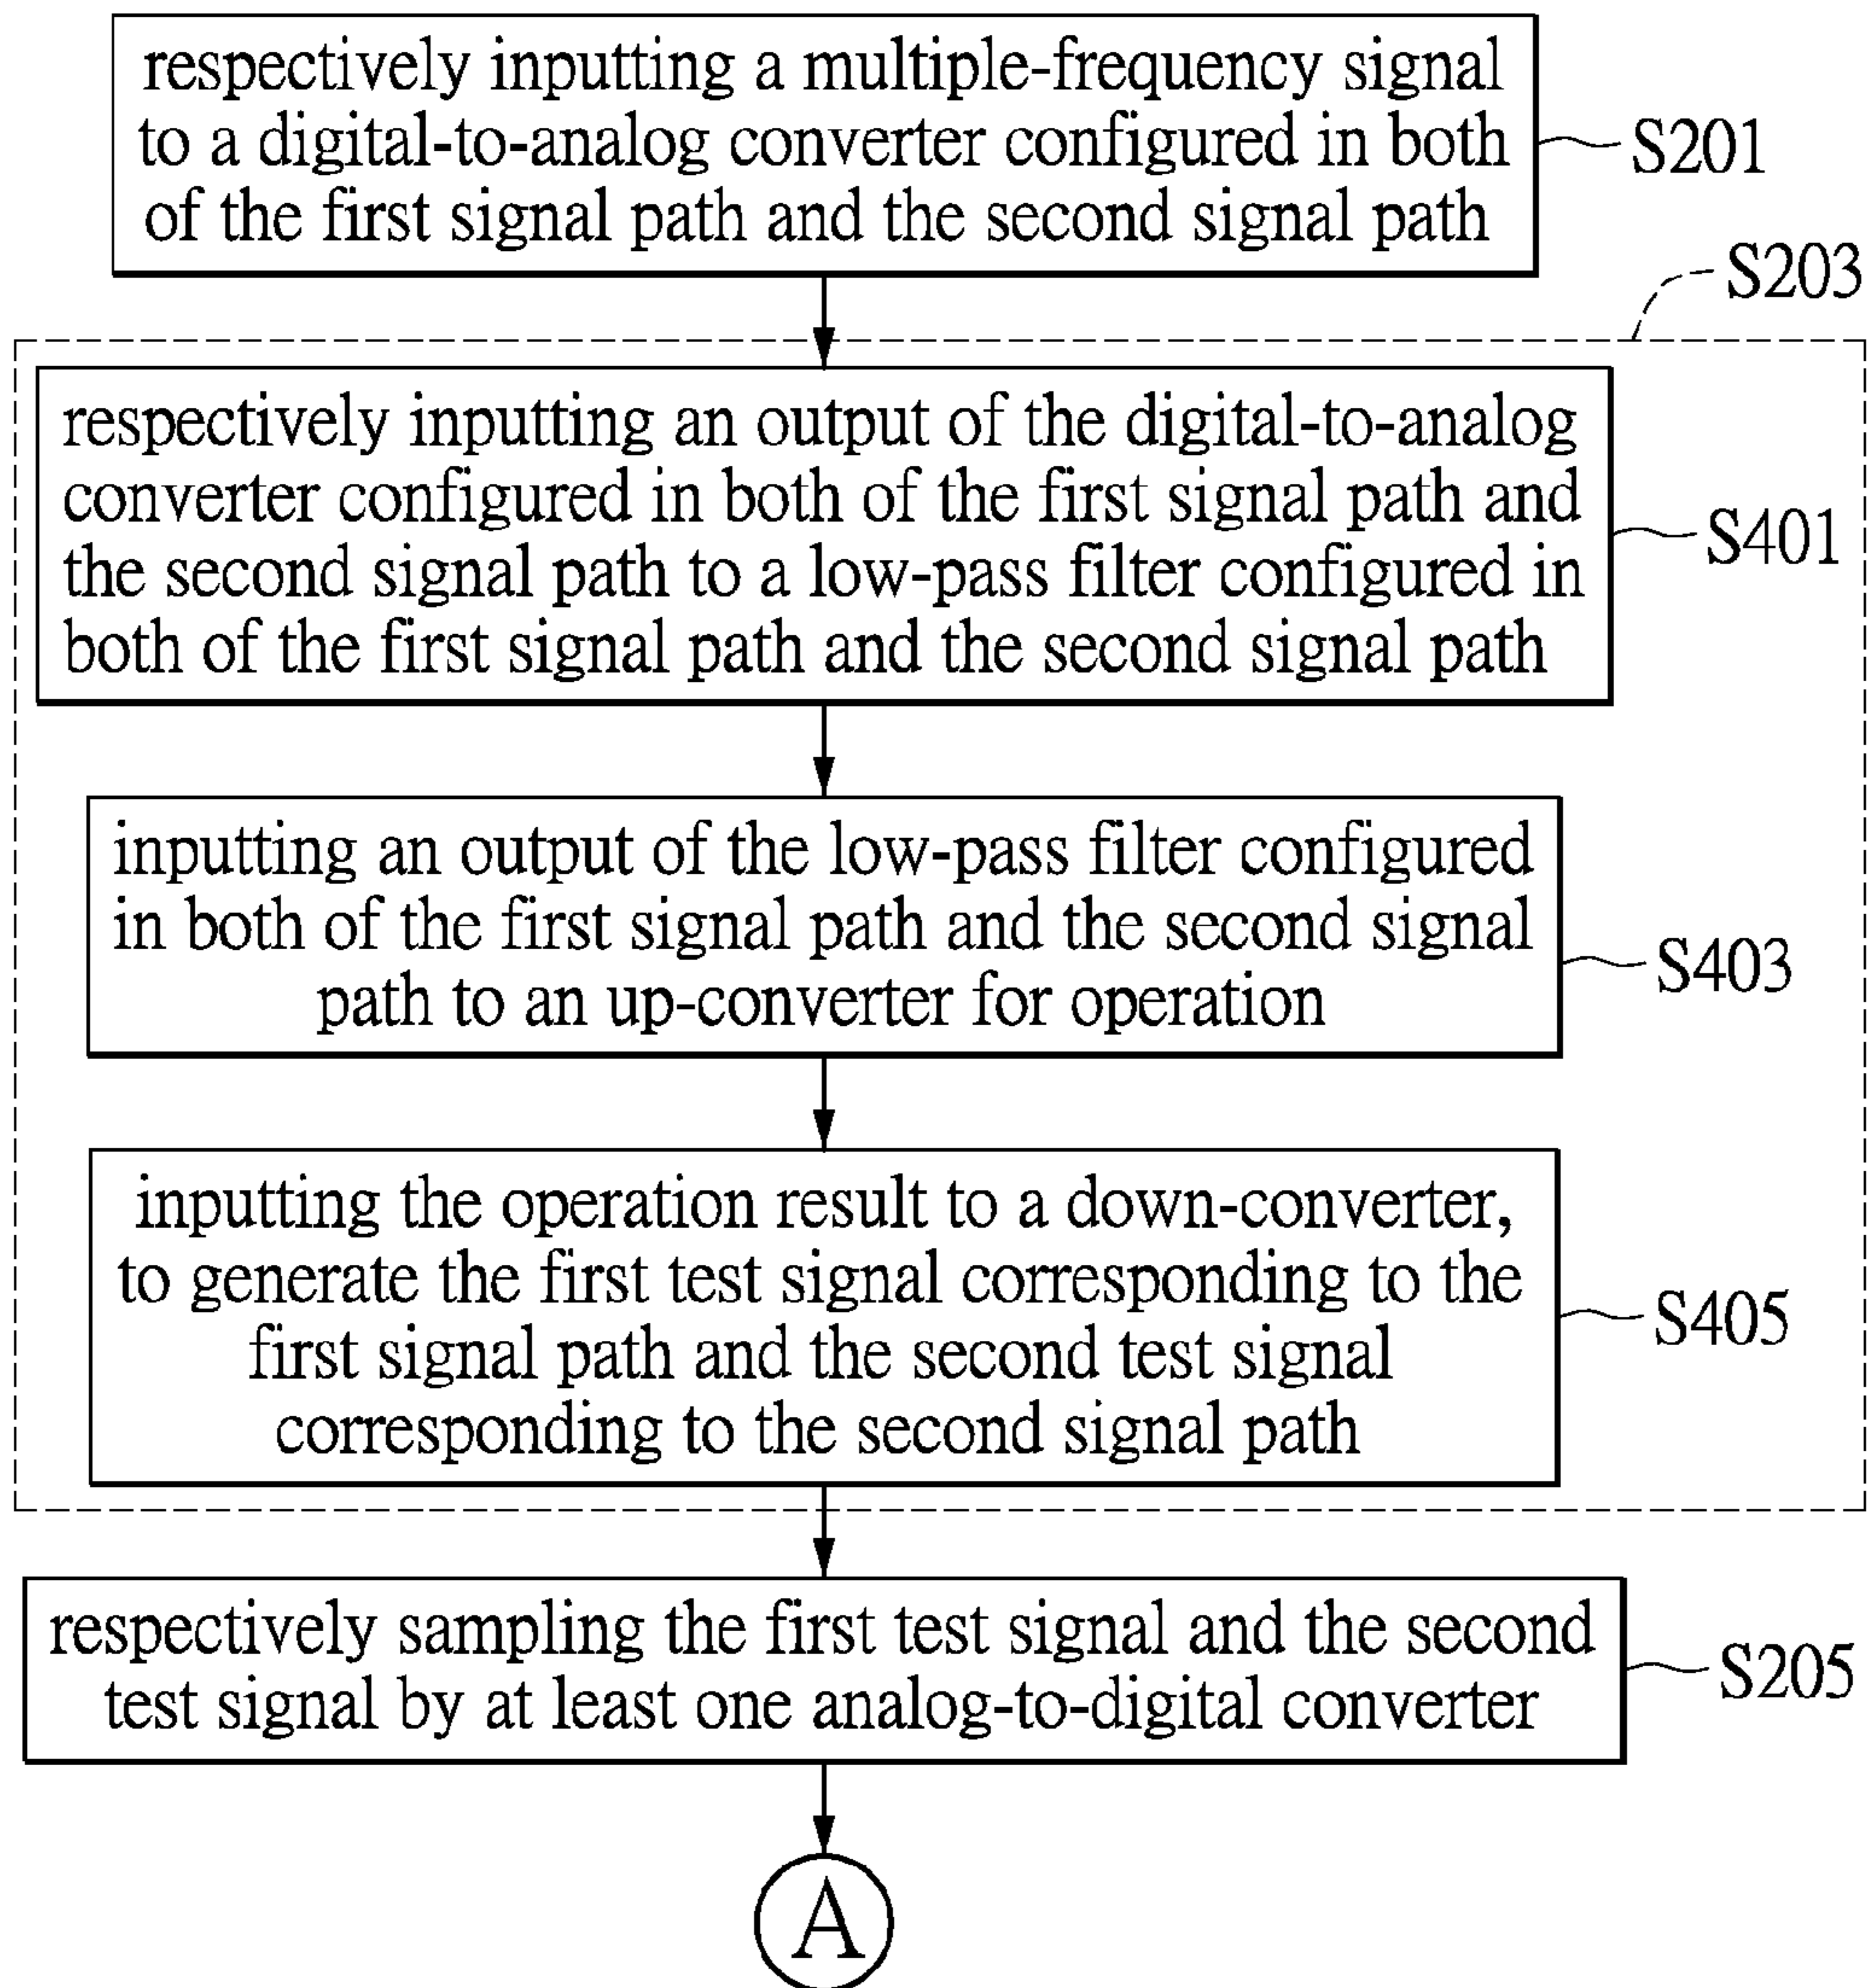 respectively inputting a multiple-frequency signal
to a digital-to-analog converter configured in both
of the first signal path and the second signal path
S201
S203
respectively inputting an output of the digital-to-analog
converter configured in both of the first signal path and
the second signal path to a low-pass filter configured in
both of the first signal path and the second signal path
S401
inputting an output of the low-pass filter configured
in both of the first signal path and the second signal
path to an up-converter for operation
S403
inputting the operation result to a down-converter,
to generate the first test signal corresponding to the
first signal path and the second test signal
corresponding to the second signal path
S405
respectively sampling the first test signal and the second
test signal by at least one analog-to-digital converter
S205
A